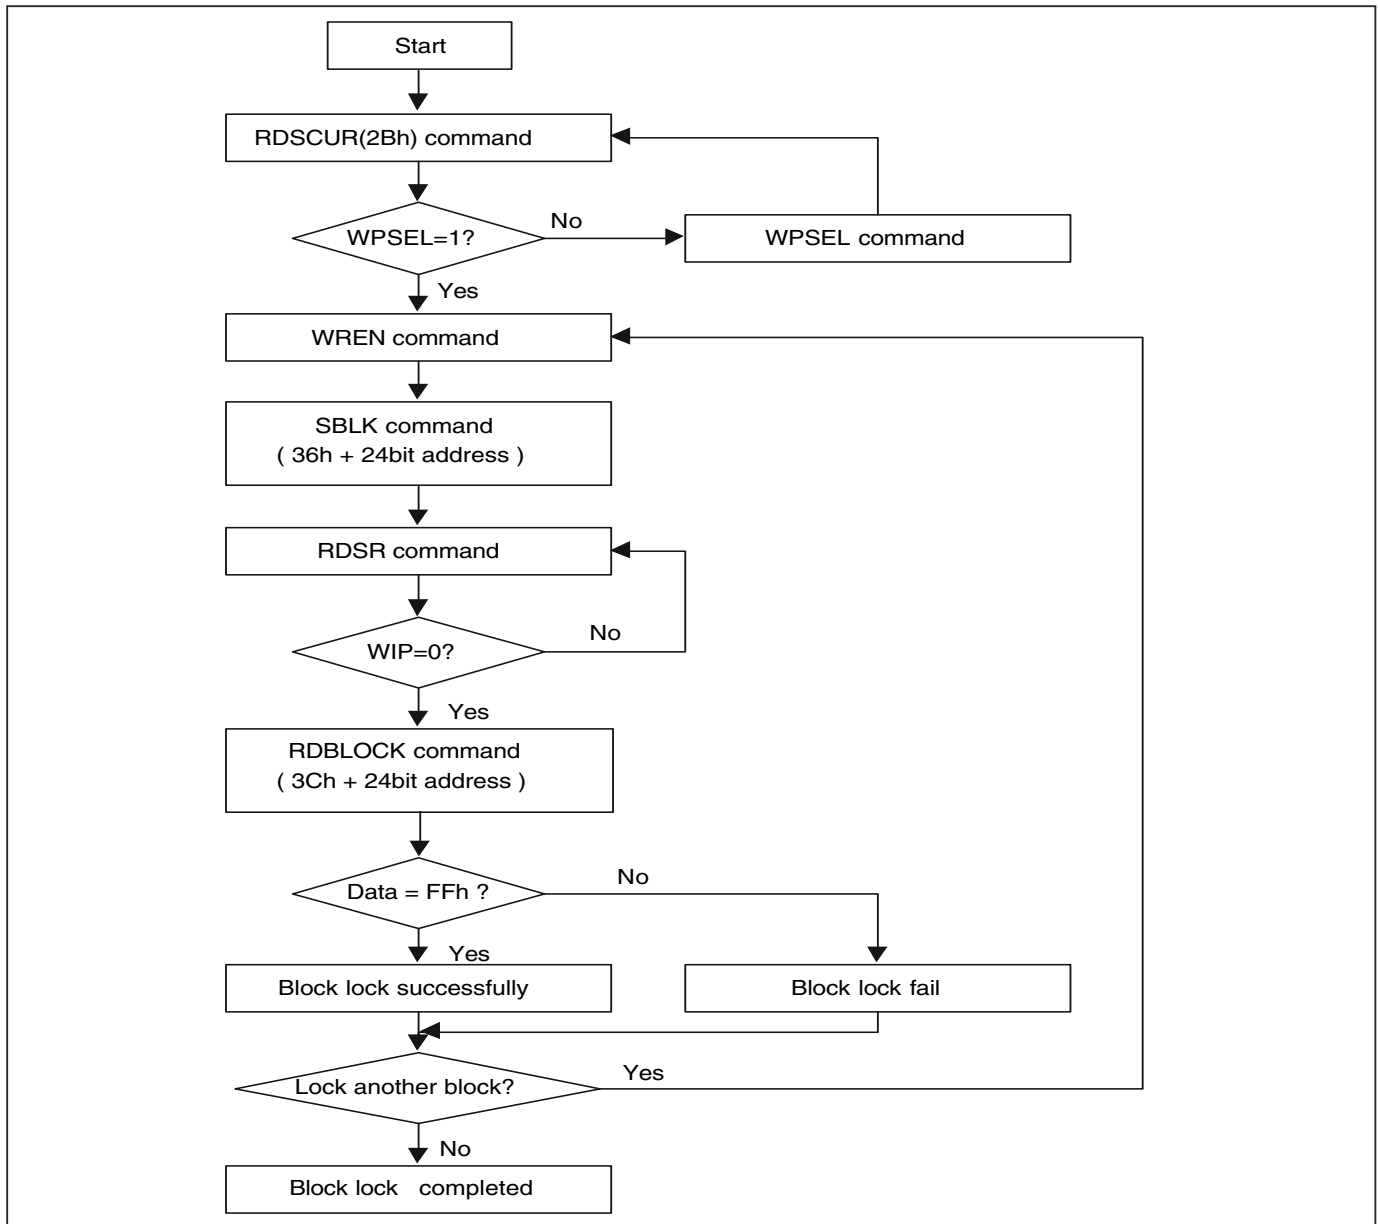 Start
RDSCUR(2Bh) command
WPSEL=1?
No
WPSEL command
Yes
WREN command
SBLK command
( 36h + 24bit address )
RDSR command
WIP=0?
No
Yes
RDBLOCK command
( 3Ch + 24bit address )
Data = FFh ?
No
Yes
Block lock successfully
Block lock fail
Lock another block?
Yes
No
Block lock completed